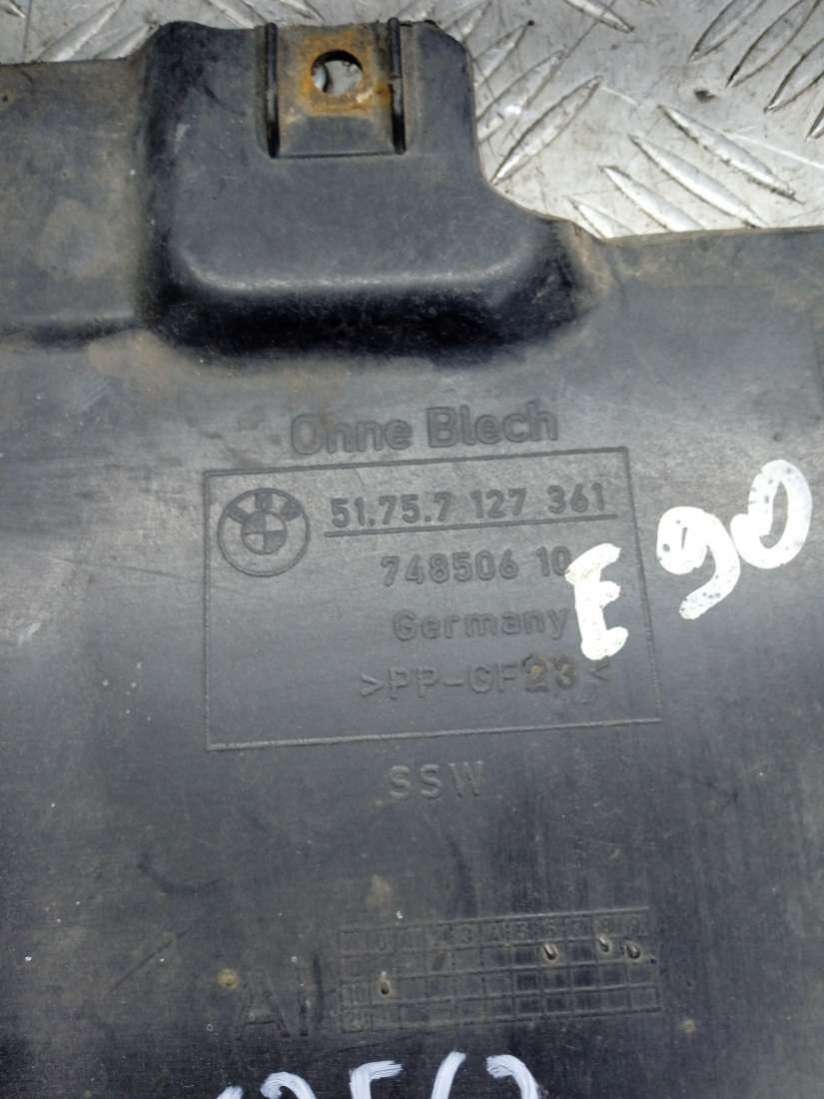 Ohne Blech
51.75.7 127 361
748506 10
E 90
Germany
>PP-GF23<
SSW